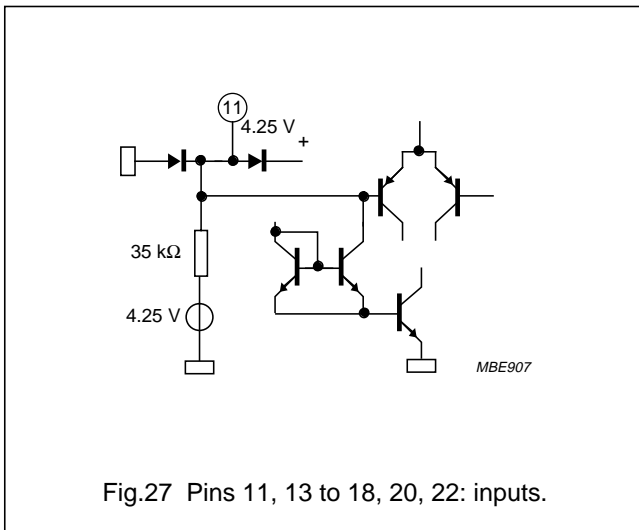 11
4.25 V
+
35 kΩ
4.25 V
MBE907
Fig.27 Pins 11, 13 to 18, 20, 22: inputs.